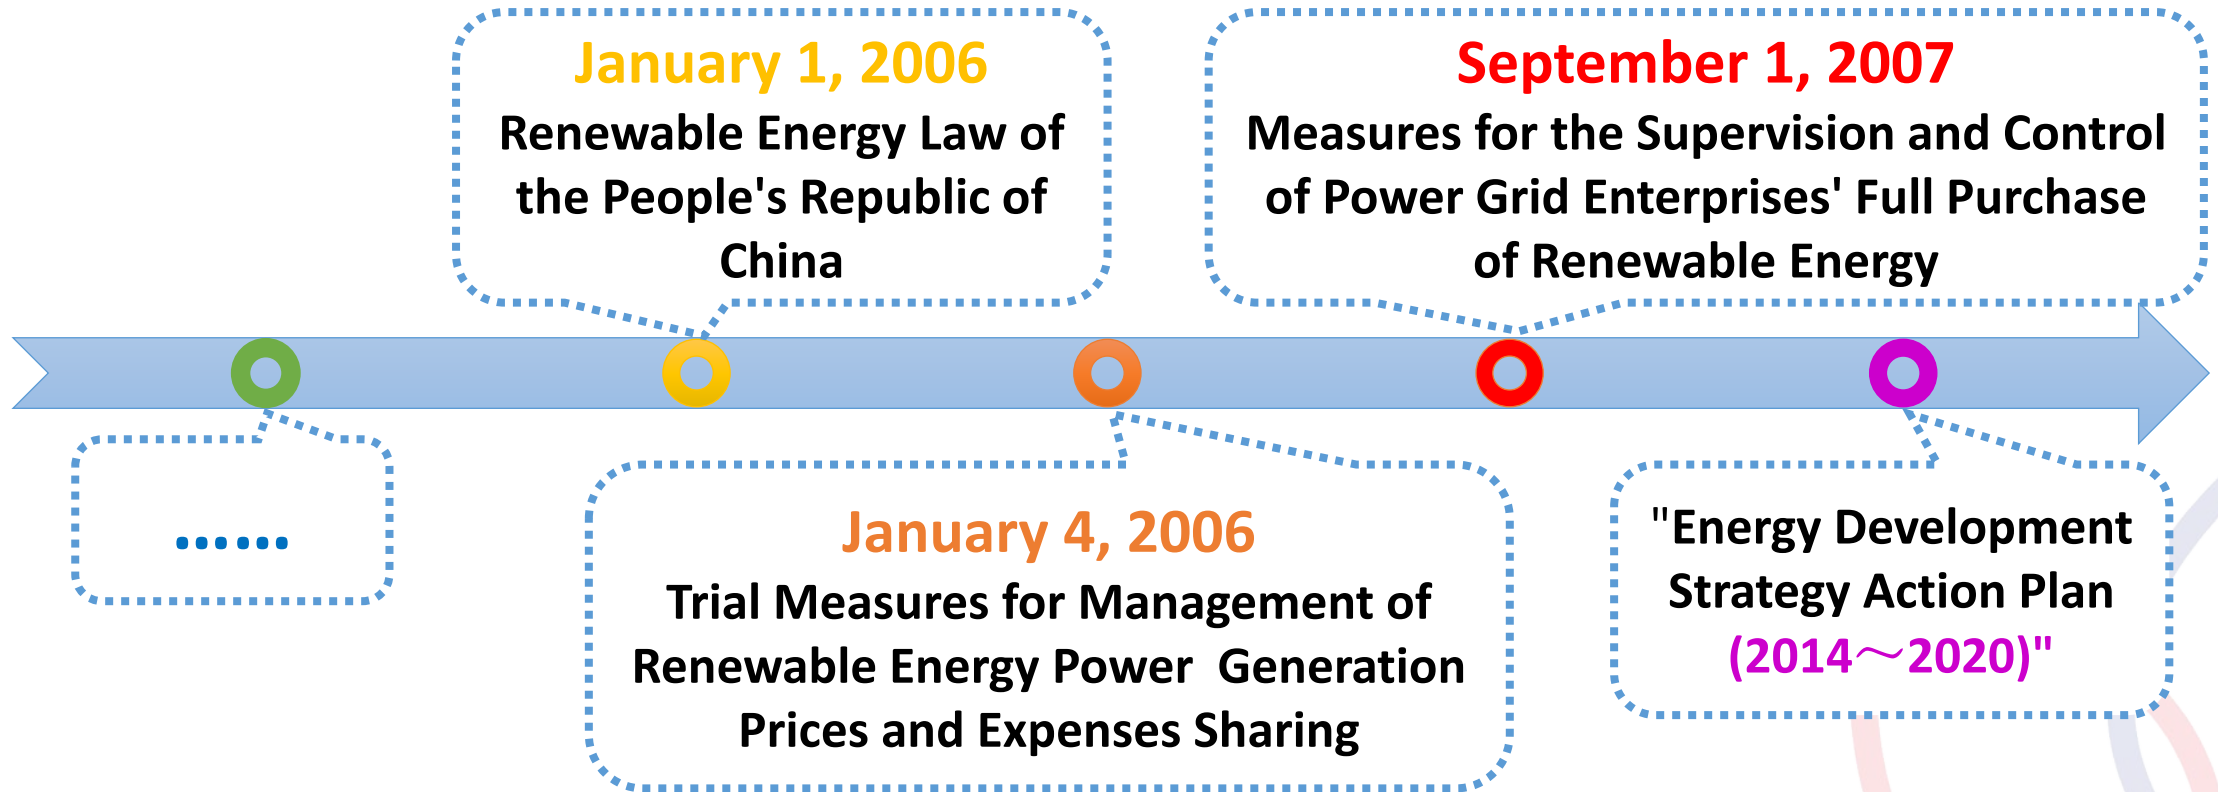 January 1, 2006
Renewable Energy Law of
the People's Republic of
China
September 1, 2007
Measures for the Supervision and Control
of Power Grid Enterprises' Full Purchase
of Renewable Energy
......
January 4, 2006
Trial Measures for Management of
Renewable Energy Power  Generation
Prices and Expenses Sharing
"Energy Development
Strategy Action Plan
(2014～2020)"